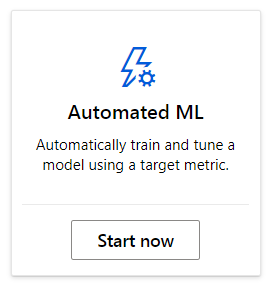 Automated ML
Automatically train and tune a
model using a target metric.
Start now